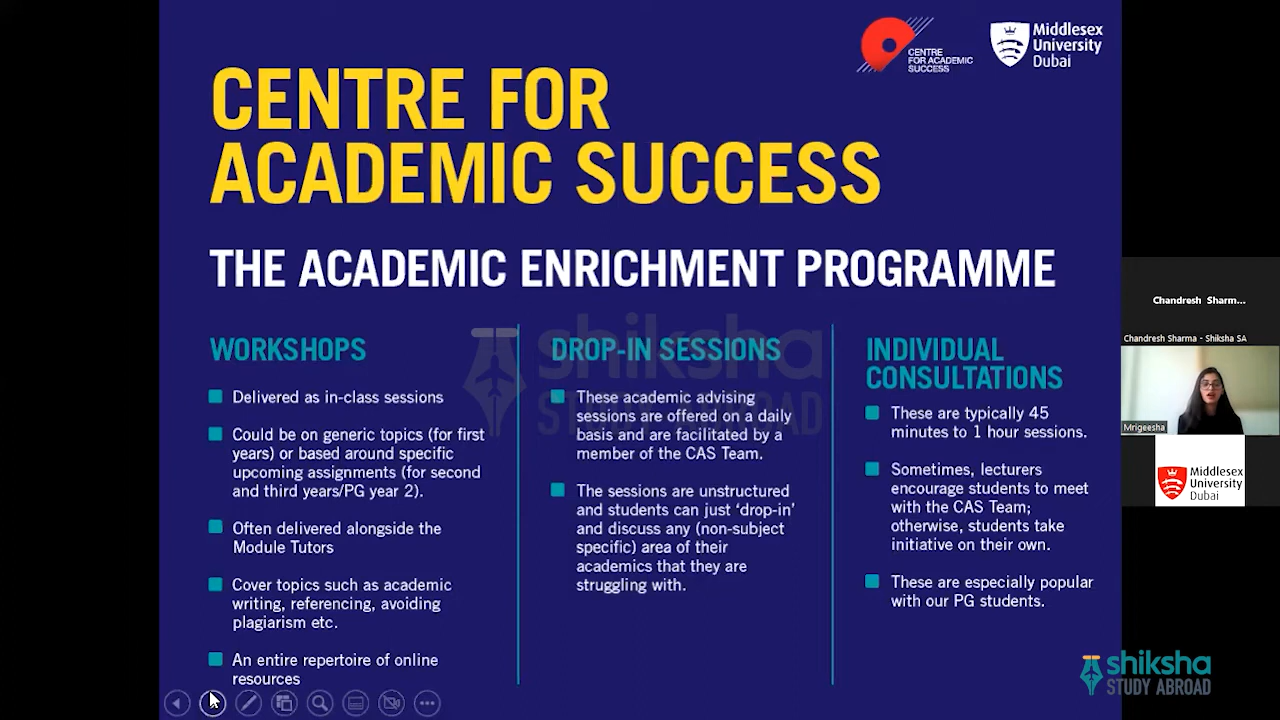 CENTRE
FOR ACADEMIC
SUCCESS
Middlesex
University
Dubai
CENTRE FOR
ACADEMIC SUCCESS
THE ACADEMIC ENRICHMENT PROGRAMME
WORKSHOPS
Delivered as in-class sessions
Could be on generic topics (for first
years) or based around specific
upcoming assignments (for second
and third years/PG year 2).
Often delivered alongside the
Module Tutors
Cover topics such as academic
writing, referencing, avoiding
plagiarism etc.
An entire repertoire of online
resources
DROP-IN SESSIONS
These academic advising
sessions are offered on a daily
basis and are facilitated by a
member of the CAS Team.
The sessions are unstructured
and students can just ‘drop-in’
and discuss any (non-subject
specific) area of their
academics that they are
struggling with.
INDIVIDUAL
CONSULTATIONS
These are typically 45
minutes to 1 hour sessions.
Sometimes, lecturers
encourage students to meet
with the CAS Team;
otherwise, students take
initiative on their own.
These are especially popular
with our PG students.
shiksha
STUDY ABROAD
Chandresh Sharm...
Chandresh Sharma - Shiksha SA
Mrigeesha
Middlesex
University
Dubai
shiksha
STUDY ABROAD